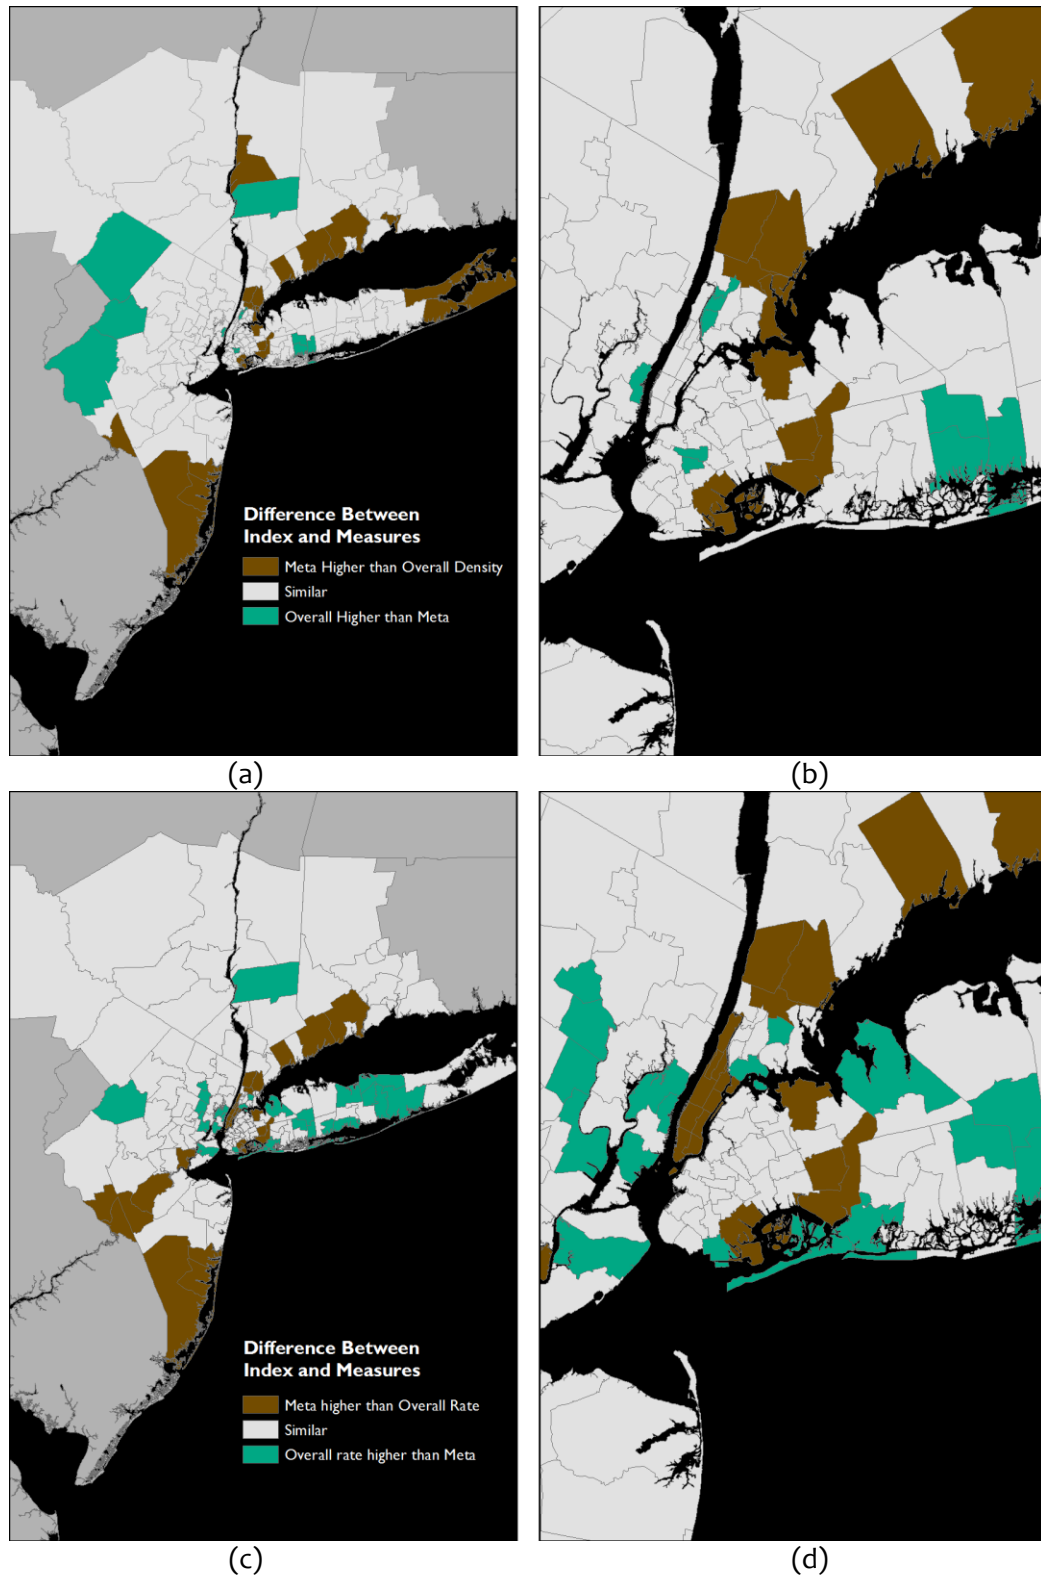 Difference Between
Index and Measures
Meta Higher than Overall Density
Similar
Overall Higher than Meta
(a)
(b)
Difference Between
Index and Measures
Meta higher than Overall Rate
Similar
Overall rate higher than Meta
(c)
(d)